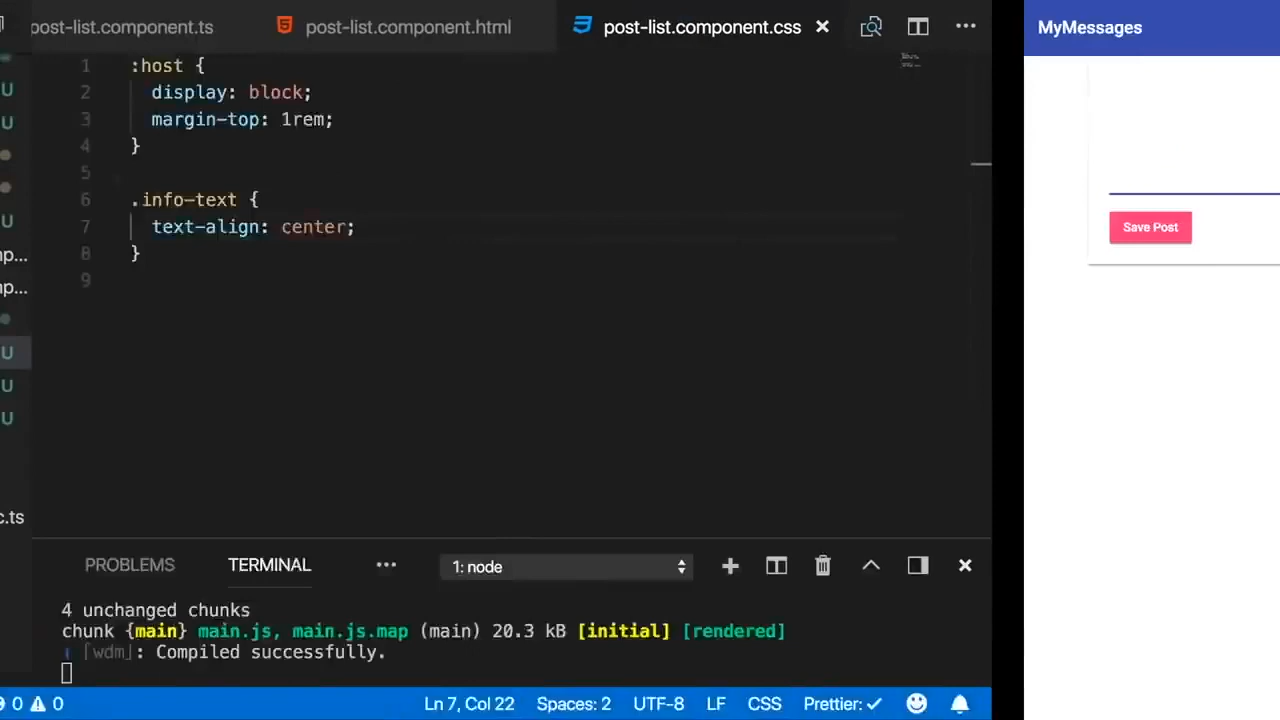 post-list.component.ts post-list.component.html post-list.component.css
MyMessages
1 :host {
2 display: block;
3 margin-top: 1rem;
4 }
5
6 .info-text {
7 text-align: center;
8 }
9
U
U
U
mp...
mp...
U
U
U
c.ts
Save Post
PROBLEMS TERMINAL 1: node
4 unchanged chunks
chunk {main} main.js, main.js.map (main) 20.3 kB [initial] [rendered]
i ｢wdm｣: Compiled successfully.
0 0 Ln 7, Col 22 Spaces: 2 UTF-8 LF CSS Prettier: ✓